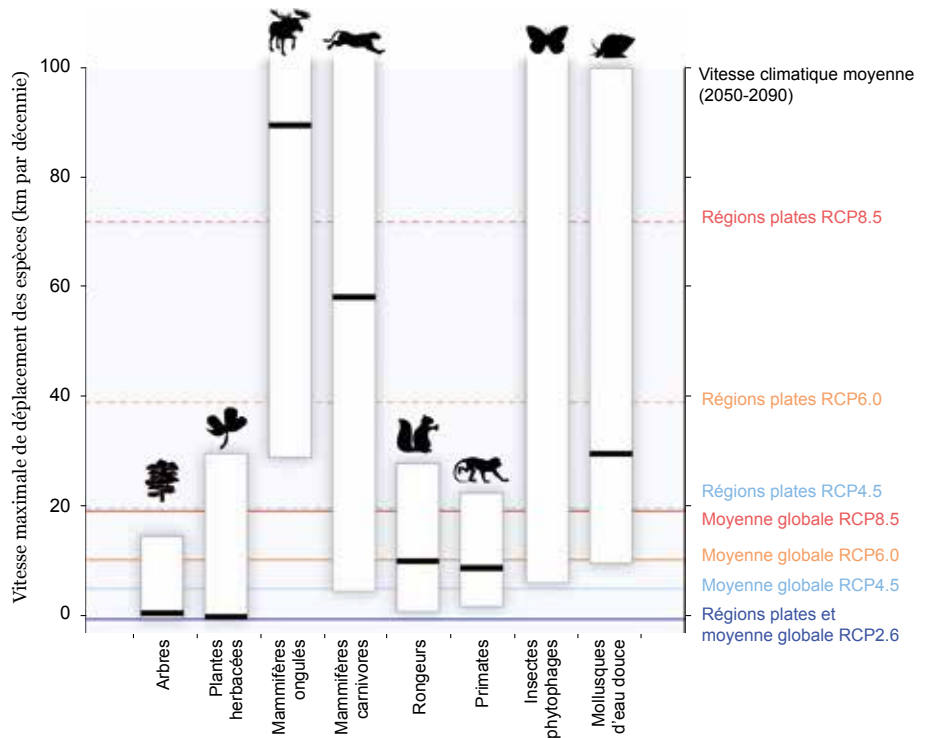 Vitesse maximale de déplacement des espèces (km par décennie)
100
80
60
40
20
0
Vitesse climatique moyenne
(2050-2090)
Régions plates RCP8.5
Régions plates RCP6.0
Régions plates RCP4.5
Moyenne globale RCP8.5
Moyenne globale RCP6.0
Moyenne globale RCP4.5
Régions plates et
moyenne globale RCP2.6
Arbres
Plantes
herbacées
Mammifères
ongulés
Mammifères
carnivores
Rongeurs
Primates
Insectes
phytophages
Mollusques
d'eau douce